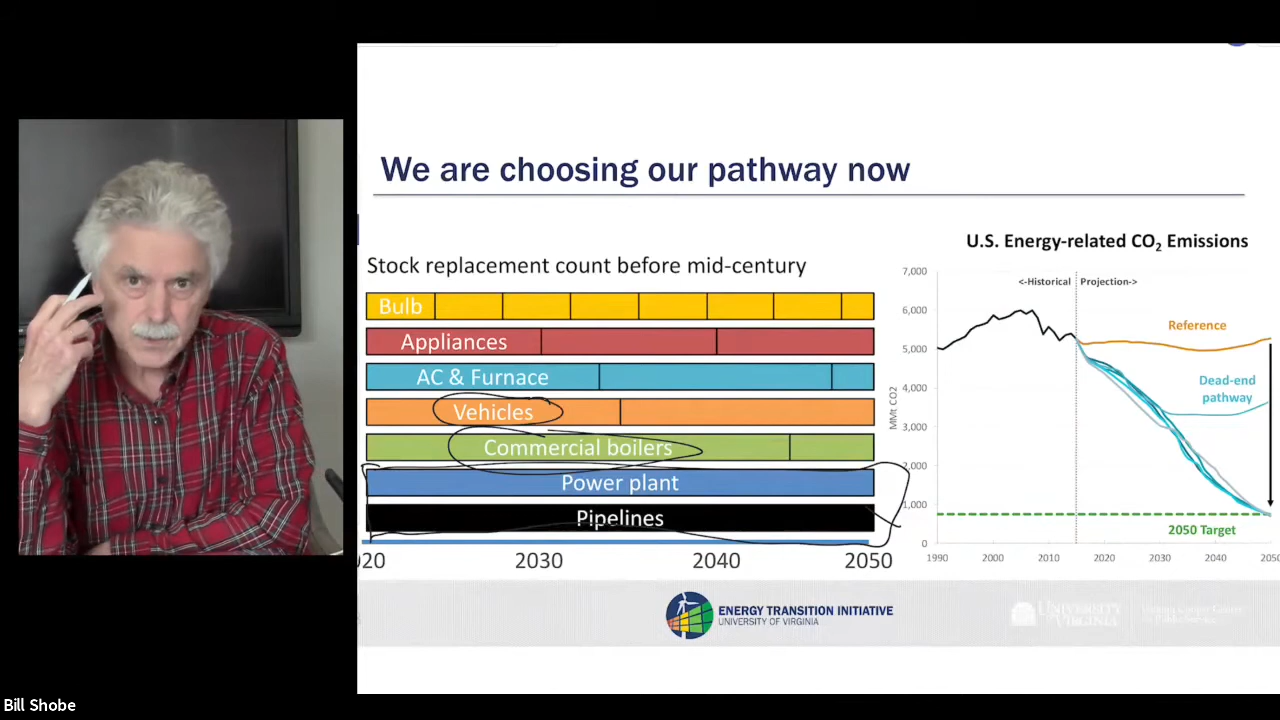 We are choosing our pathway now
Stock replacement count before mid-century
Bulb
Appliances
AC & Furnace
Vehicles
Commercial boilers
Power plant
Pipelines
20 2030 2040 2050
U.S. Energy-related CO₂ Emissions
<-Historical Projection->
MMt CO2
7,000
6,000
5,000
4,000
3,000
2,000
1,000
0
Reference
Dead-end
pathway
2050 Target
1990 2000 2010 2020 2030 2040 2050
ENERGY TRANSITION INITIATIVE
UNIVERSITY OF VIRGINIA
UNIVERSITY
of VIRGINIA
Bill Shobe